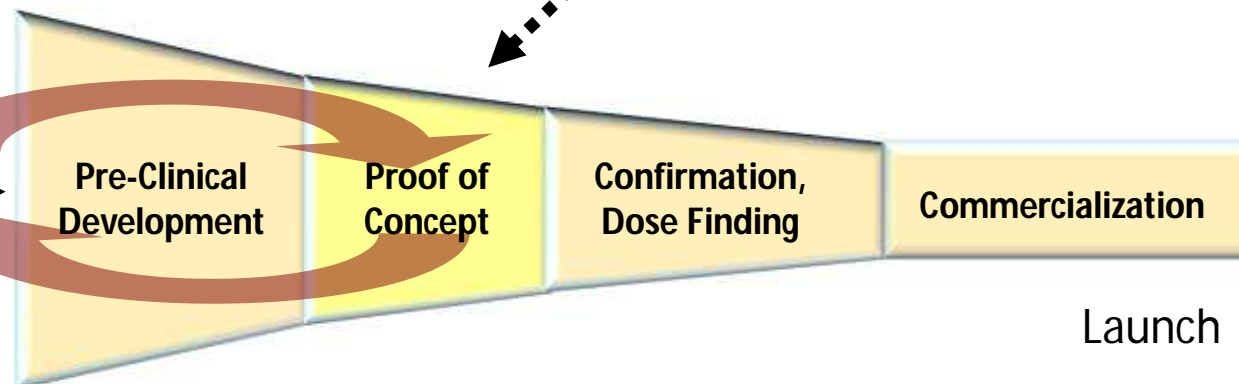 Pre-Clinical
Development
Proof of
Concept
Confirmation,
Dose Finding
Commercialization
Launch